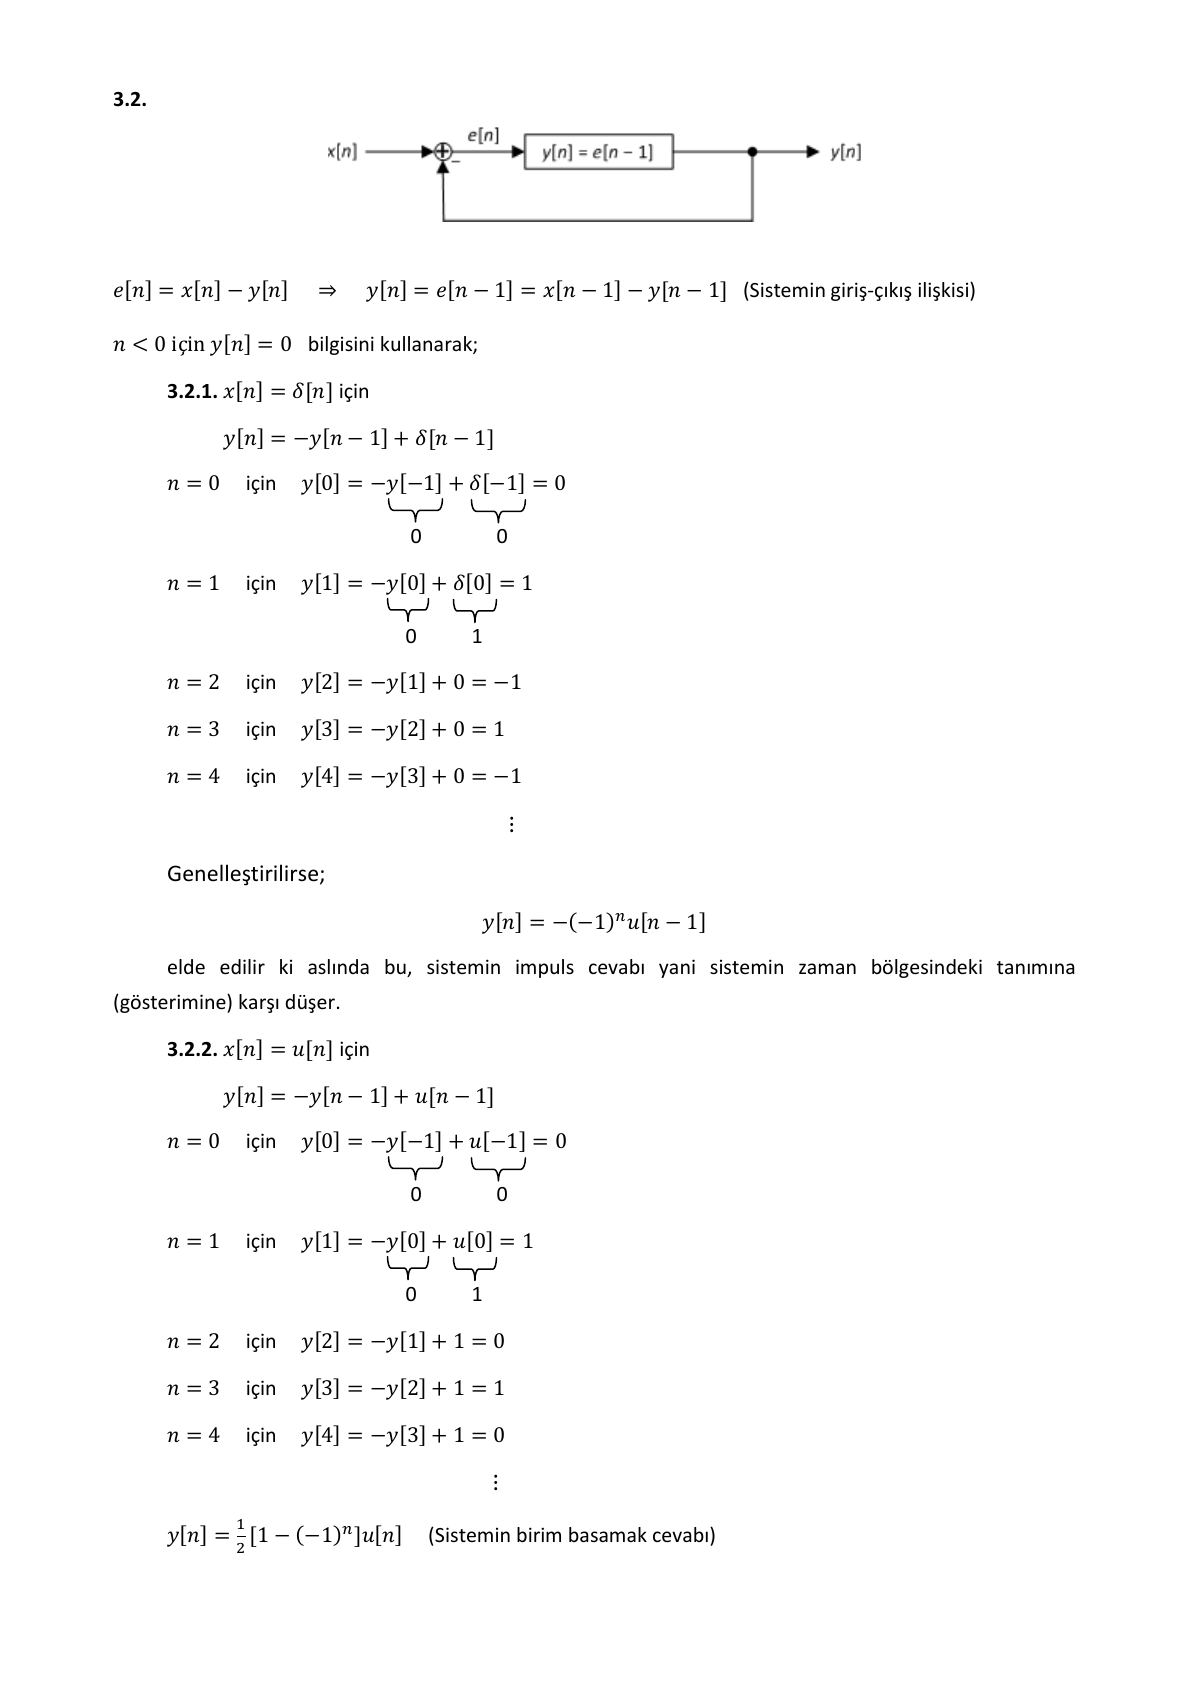 3.2.
x[n] e[n] − y[n] = e[n − 1] y[n]
e[n] = x[n] − y[n] ⇒ y[n] = e[n − 1] = x[n − 1] − y[n − 1] (Sistemin giriş-çıkış ilişkisi)
n < 0 için y[n] = 0 bilgisini kullanarak;
3.2.1. x[n] = δ[n] için
y[n] = −y[n − 1] + δ[n − 1]
n = 0 için y[0] = −y[−1] + δ[−1] = 0
0 0
n = 1 için y[1] = −y[0] + δ[0] = 1
0 1
n = 2 için y[2] = −y[1] + 0 = −1
n = 3 için y[3] = −y[2] + 0 = 1
n = 4 için y[4] = −y[3] + 0 = −1
⋮
Genelleştirilirse;
y[n] = −(−1)ⁿu[n − 1]
elde edilir ki aslında bu, sistemin impuls cevabı yani sistemin zaman bölgesindeki tanımına
(gösterimine) karşı düşer.
3.2.2. x[n] = u[n] için
y[n] = −y[n − 1] + u[n − 1]
n = 0 için y[0] = −y[−1] + u[−1] = 0
0 0
n = 1 için y[1] = −y[0] + u[0] = 1
0 1
n = 2 için y[2] = −y[1] + 1 = 0
n = 3 için y[3] = −y[2] + 1 = 1
n = 4 için y[4] = −y[3] + 1 = 0
⋮
y[n] = 1/2 [1 − (−1)ⁿ]u[n] (Sistemin birim basamak cevabı)